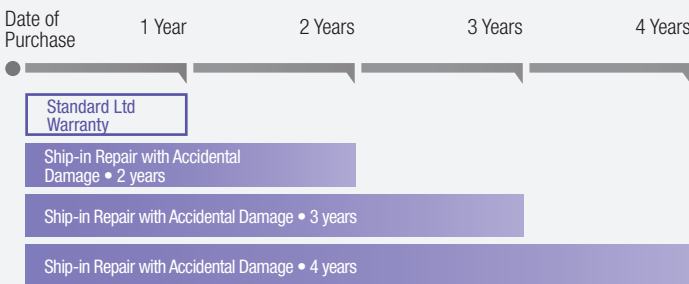 Date of
Purchase
1 Year
2 Years
3 Years
4 Years
Standard Ltd
Warranty
Ship-in Repair with Accidental
Damage • 2 years
Ship-in Repair with Accidental Damage • 3 years
Ship-in Repair with Accidental Damage • 4 years